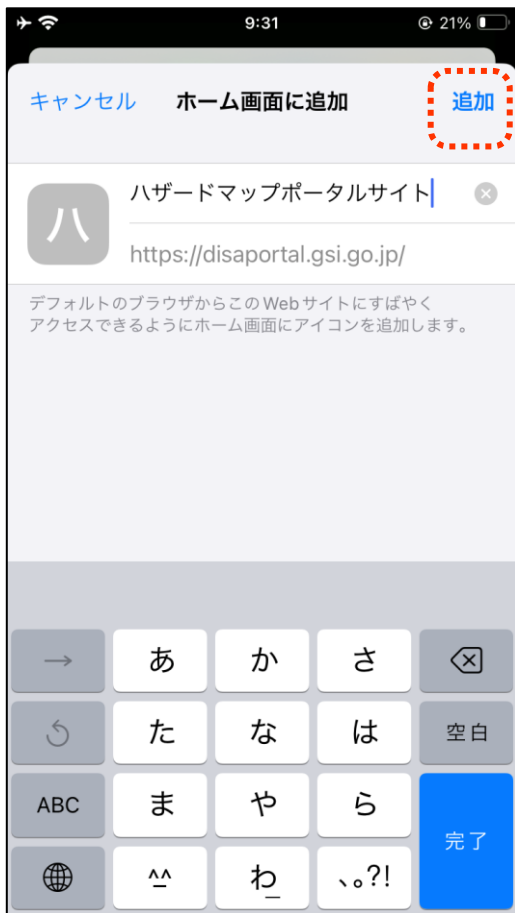 9:31
21%
キャンセル ホーム画面に追加 追加
ハ
ハザードマップポータルサイト
https://disaportal.gsi.go.jp/
デフォルトのブラウザからこのWebサイトにすばやく
アクセスできるようにホーム画面にアイコンを追加します。
→ あ か さ
た な は 空白
ABC ま や ら 完了
^^ わ 、。?!